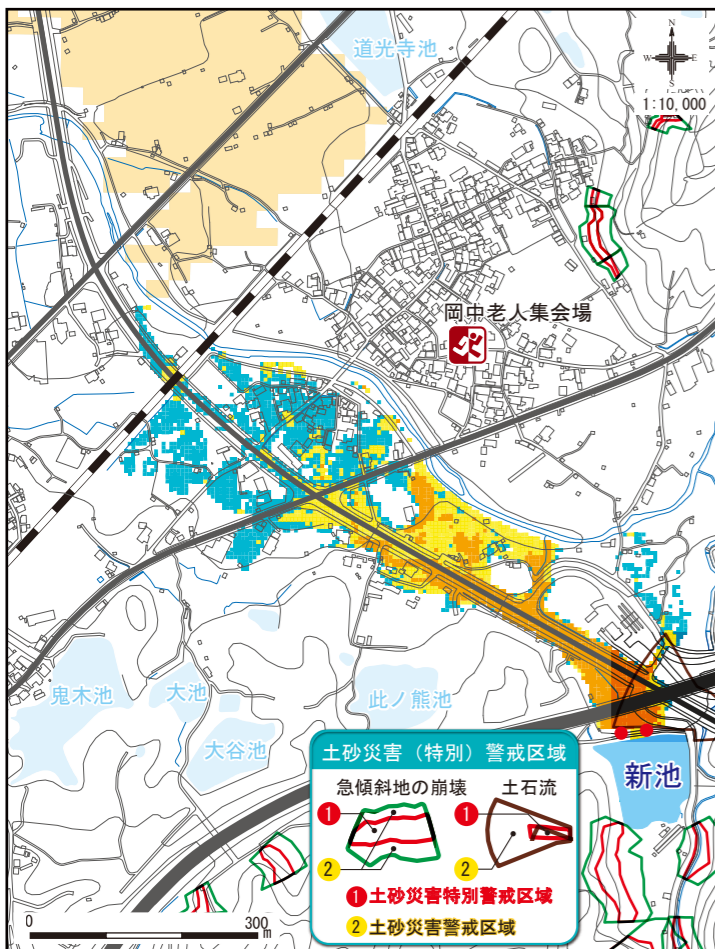 道光寺池
N
W
E
S
1:10,000
岡中老人集会場
鬼木池
大池
大谷池
此ノ熊池
新池
土砂災害（特別）警戒区域
急傾斜地の崩壊
土石流
1
2
1
2
1 土砂災害特別警戒区域
2 土砂災害警戒区域
0
300
m